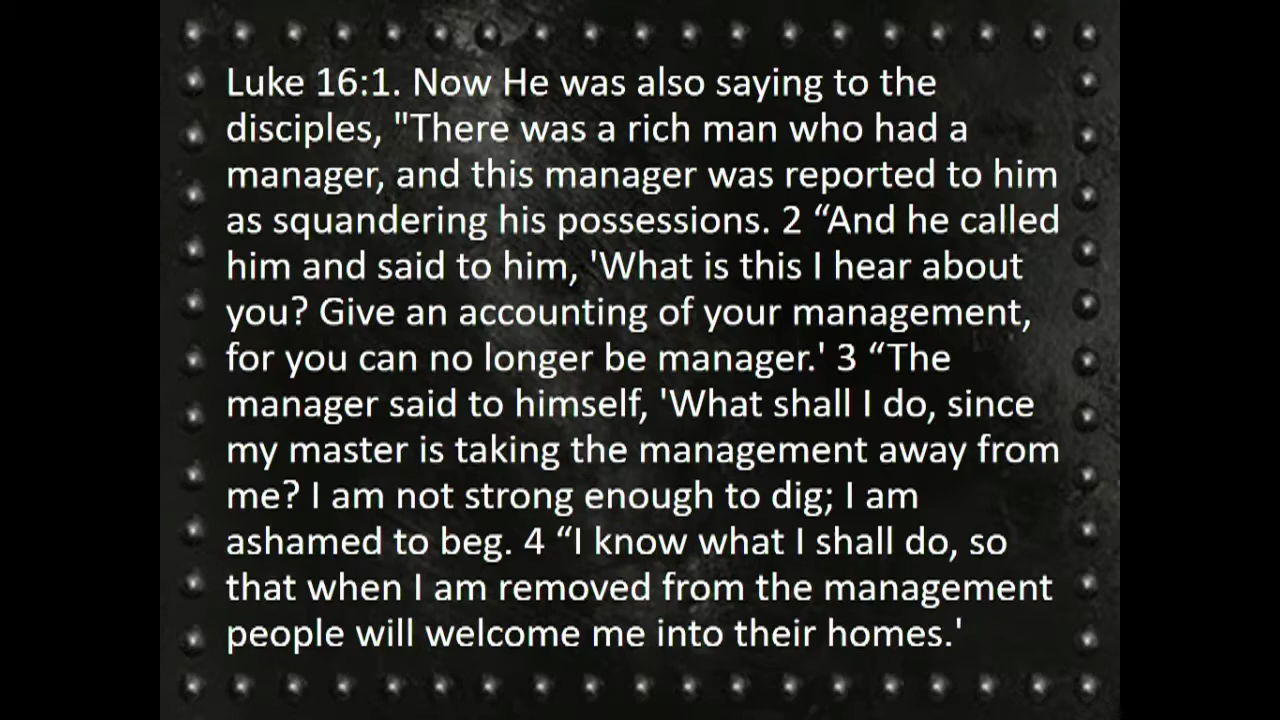 Luke 16:1. Now He was also saying to the
disciples, "There was a rich man who had a
manager, and this manager was reported to him
as squandering his possessions. 2 “And he called
him and said to him, 'What is this I hear about
you? Give an accounting of your management,
for you can no longer be manager.' 3 “The
manager said to himself, 'What shall I do, since
my master is taking the management away from
me? I am not strong enough to dig; I am
ashamed to beg. 4 “I know what I shall do, so
that when I am removed from the management
people will welcome me into their homes.'